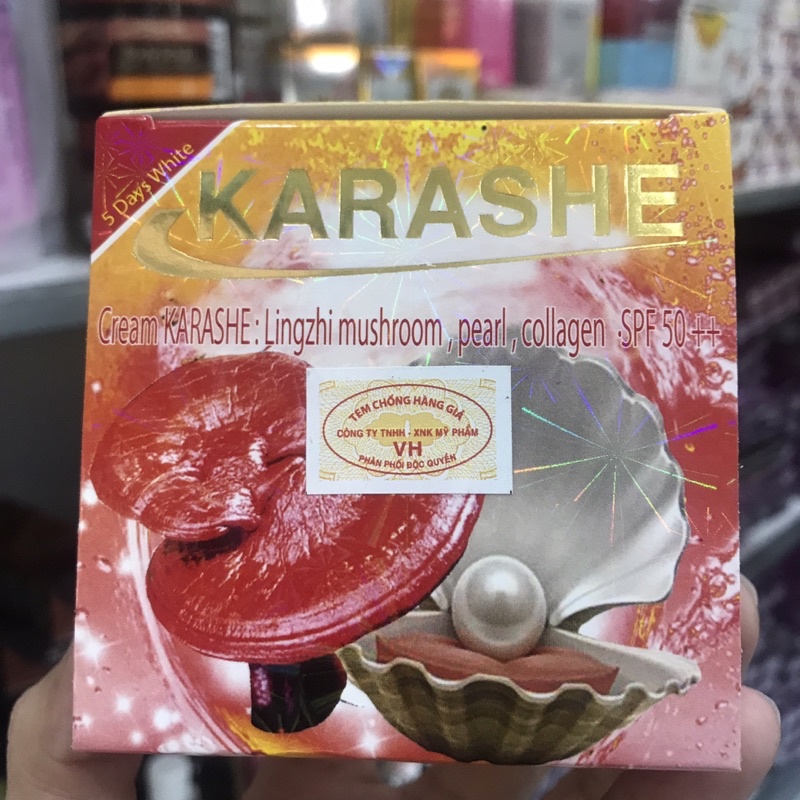 5 Days White
KARASHE
Cream KARASHE : Lingzhi mushroom , pearl , collagen SPF 50 ++
TEM CHỐNG HÀNG GIẢ
CÔNG TY TNHH - XNK MỸ PHẨM
VH
PHÂN PHỐI ĐỘC QUYỀN